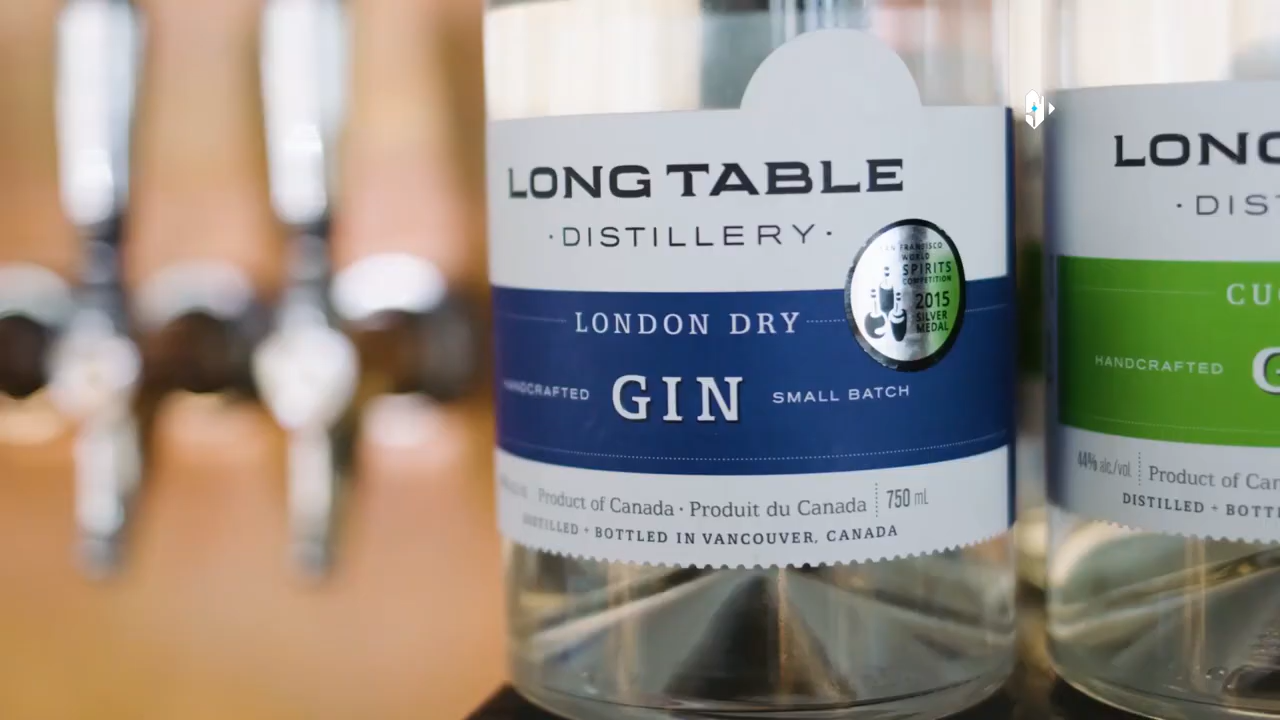 LONG TABLE
·DISTILLERY·
SAN FRANCISCO
WORLD
SPIRITS
COMPETITION
2015
SILVER
MEDAL
LONDON DRY
HANDCRAFTED GIN SMALL BATCH
Product of Canada · Produit du Canada 750 mL
DISTILLED + BOTTLED IN VANCOUVER, CANADA
LONG
·DIST
CU
HANDCRAFTED G
44% alc./vol. Product of Can
DISTILLED + BOTTL